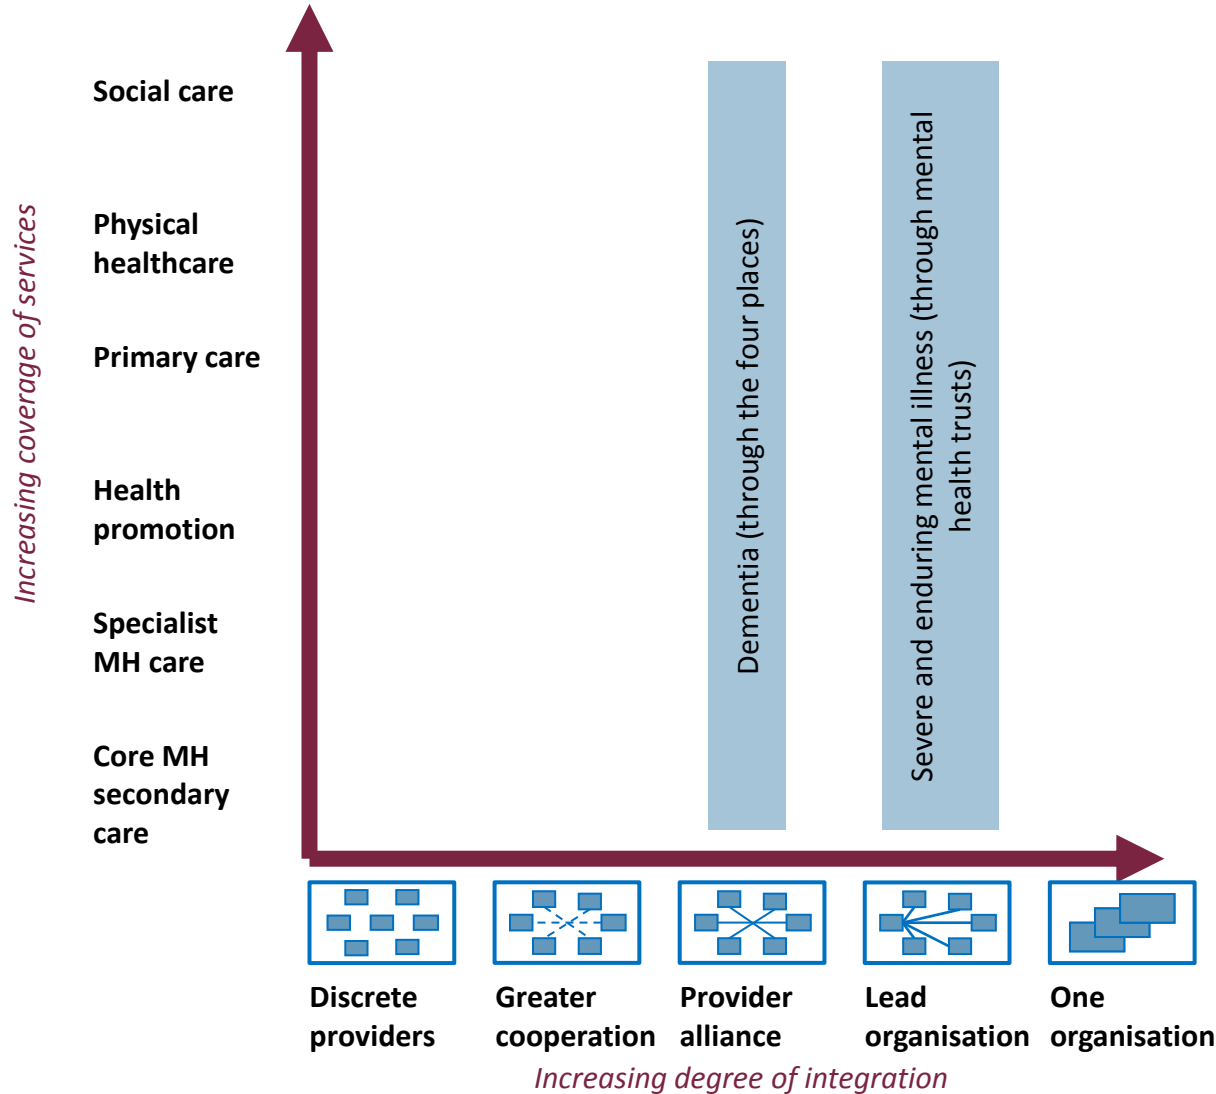 Increasing coverage of services
Social care
Physical
healthcare
Primary care
Health
promotion
Specialist
MH care
Core MH
secondary
care
Dementia (through the four places)
Severe and enduring mental illness (through mental
health trusts)
Discrete
providers
Greater
cooperation
Provider
alliance
Lead
organisation
One
organisation
Increasing degree of integration